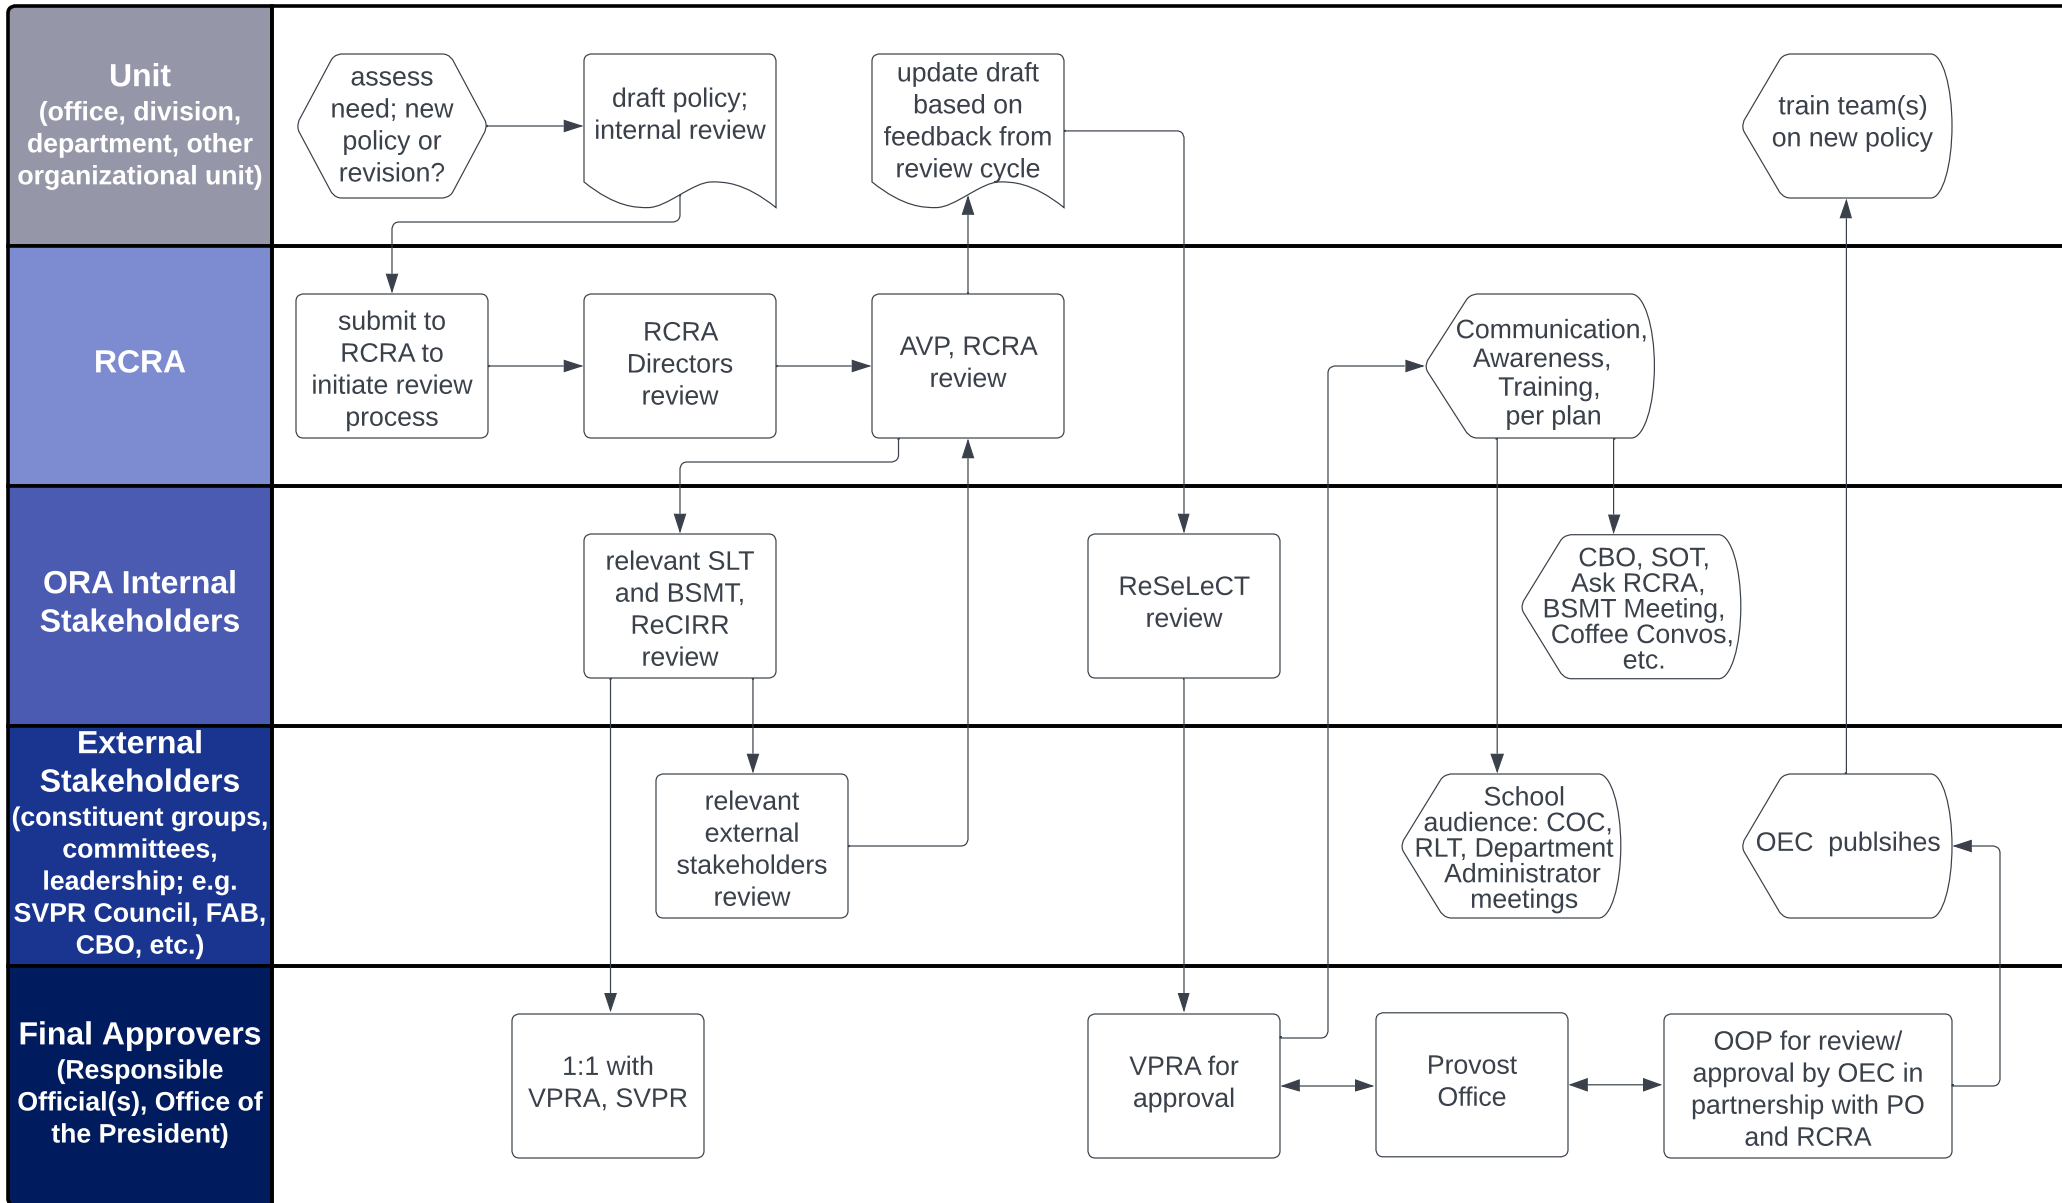 Unit
(office, division,
department, other
organizational unit)
assess
need; new
policy or
revision?
draft policy;
internal review
update draft
based on
feedback from
review cycle
train team(s)
on new policy
RCRA
submit to
RCRA to
initiate review
process
RCRA
Directors
review
AVP, RCRA
review
Communication,
Awareness,
Training,
per plan
ORA Internal
Stakeholders
relevant SLT
and BSMT,
ReCIRR
review
ReSeLeCT
review
CBO, SOT,
Ask RCRA,
BSMT Meeting,
Coffee Convos,
etc.
External
Stakeholders
(constituent groups,
committees,
leadership; e.g.
SVPR Council, FAB,
CBO, etc.)
relevant
external
stakeholders
review
School
audience: COC,
RLT, Department
Administrator
meetings
OEC  publsihes
Final Approvers
(Responsible
Official(s), Office of
the President)
1:1 with
VPRA, SVPR
VPRA for
approval
Provost
Office
OOP for review/
approval by OEC in
partnership with PO
and RCRA